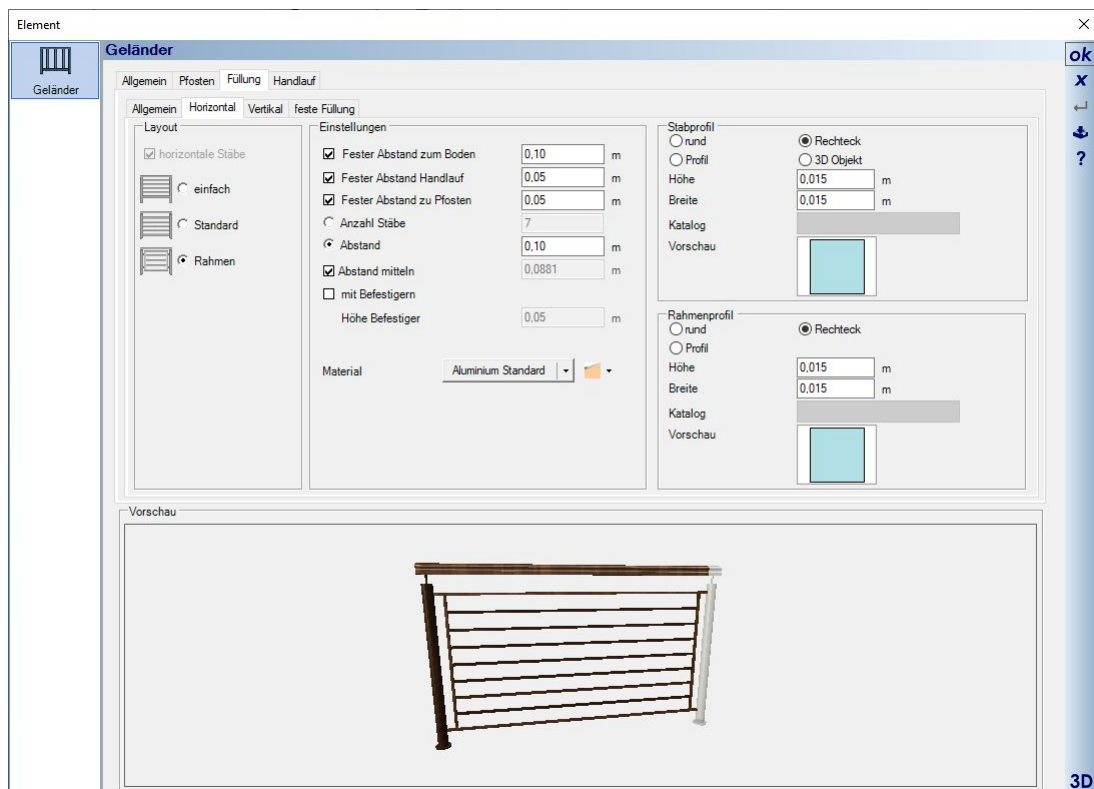 Element
Geländer
Geländer
ok
x
?
3D
Allgemein Pfosten Füllung Handlauf
Allgemein Horizontal Vertikal feste Füllung
Layout
horizontale Stäbe
einfach
Standard
Rahmen
Einstellungen
Fester Abstand zum Boden 0,10 m
Fester Abstand Handlauf 0,05 m
Fester Abstand zu Pfosten 0,05 m
Anzahl Stäbe 7
Abstand 0,10 m
Abstand mitteln 0,0881 m
mit Befestigern
Höhe Befestiger 0,05 m
Material Aluminium Standard
Stabprofil
rund Rechteck
Profil 3D Objekt
Höhe 0,015 m
Breite 0,015 m
Katalog
Vorschau
Rahmenprofil
rund Rechteck
Profil
Höhe 0,015 m
Breite 0,015 m
Katalog
Vorschau
Vorschau